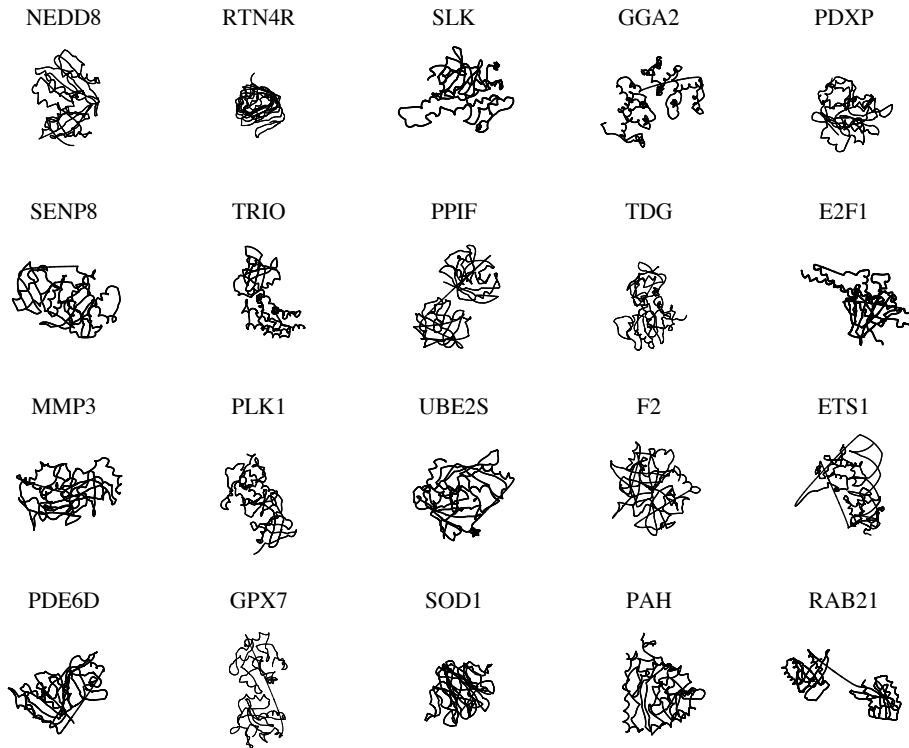 NEDD8 RTN4R SLK GGA2 PDXP
SENP8 TRIO PPIF TDG E2F1
MMP3 PLK1 UBE2S F2 ETS1
PDE6D GPX7 SOD1 PAH RAB21